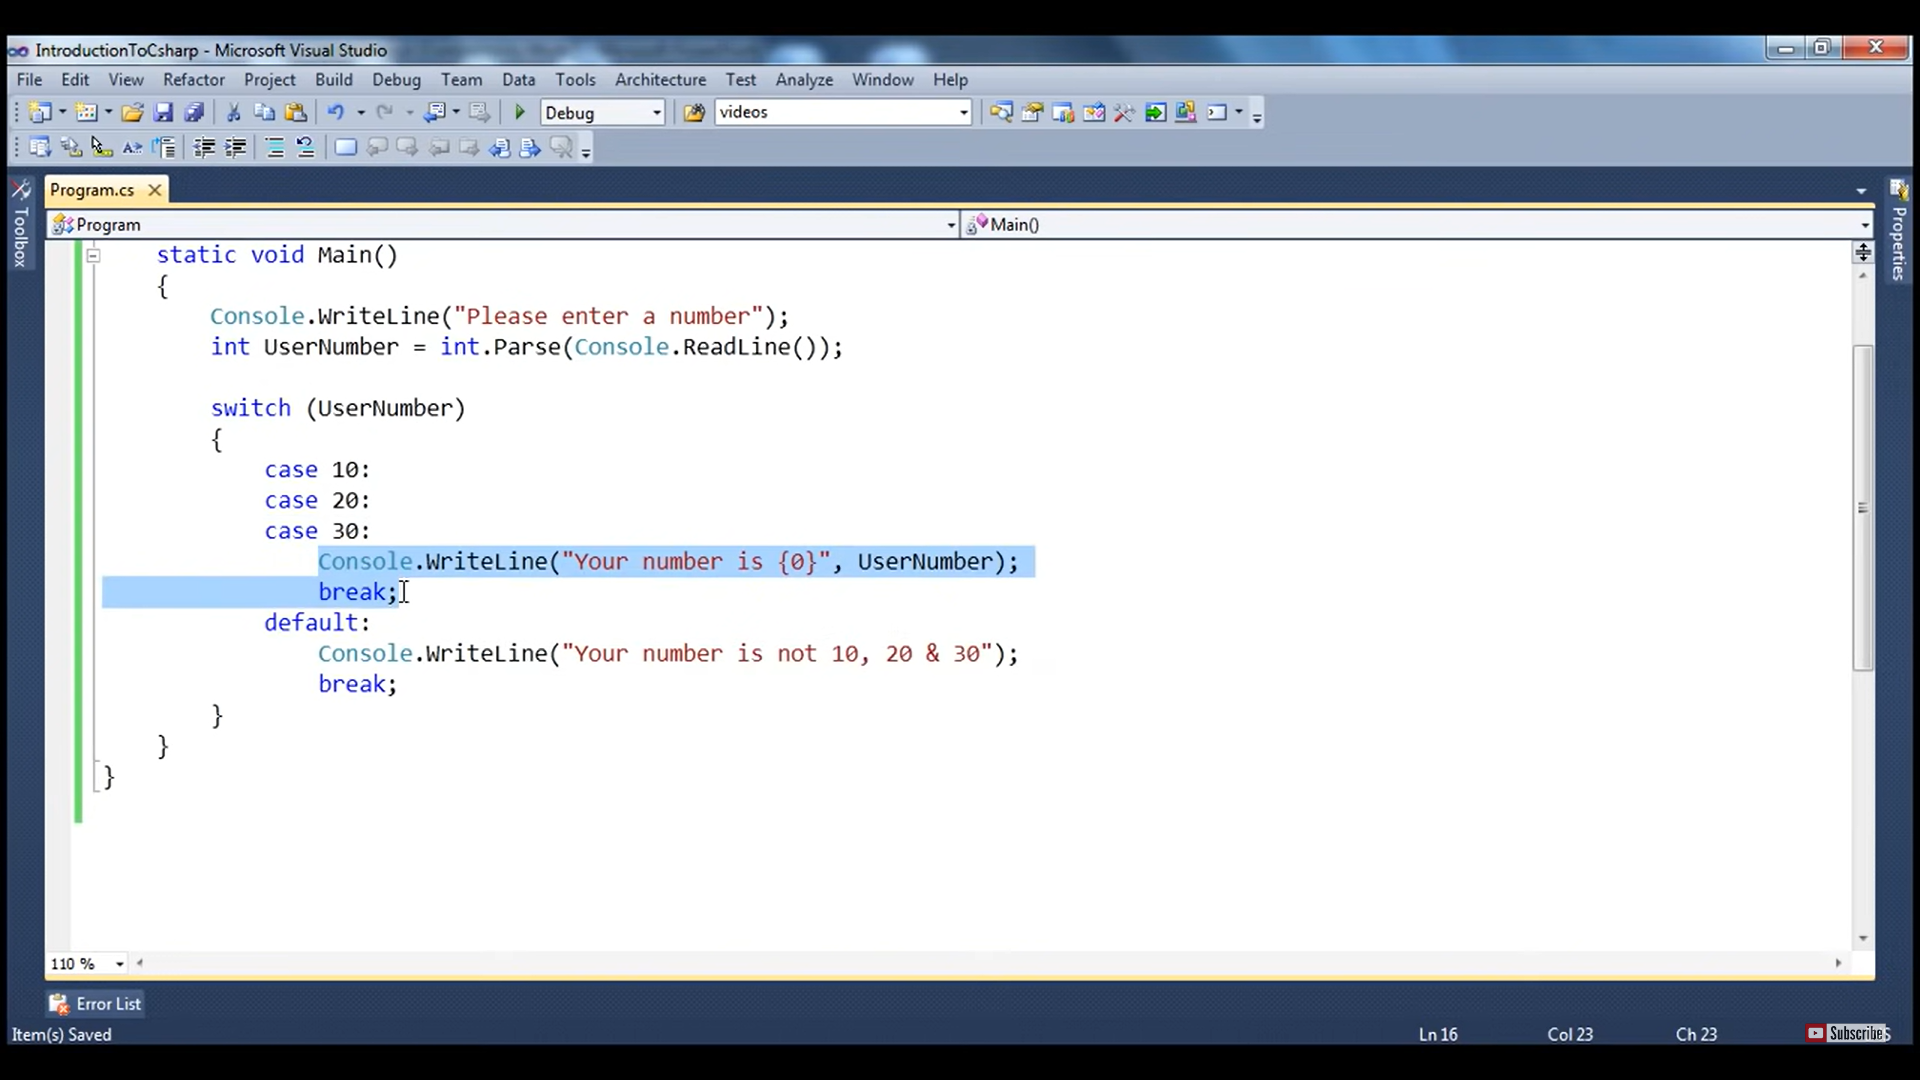 IntroductionToCsharp - Microsoft Visual Studio
File Edit View Refactor Project Build Debug Team Data Tools Architecture Test Analyze Window Help
Debug videos
Program.cs
Toolbox
Program Main()
Properties
static void Main()
{
Console.WriteLine("Please enter a number");
int UserNumber = int.Parse(Console.ReadLine());
switch (UserNumber)
{
case 10:
case 20:
case 30:
Console.WriteLine("Your number is {0}", UserNumber);
break;
default:
Console.WriteLine("Your number is not 10, 20 & 30");
break;
}
}
}
110 %
Error List
Item(s) Saved Ln 16 Col 23 Ch 23 Subscribe